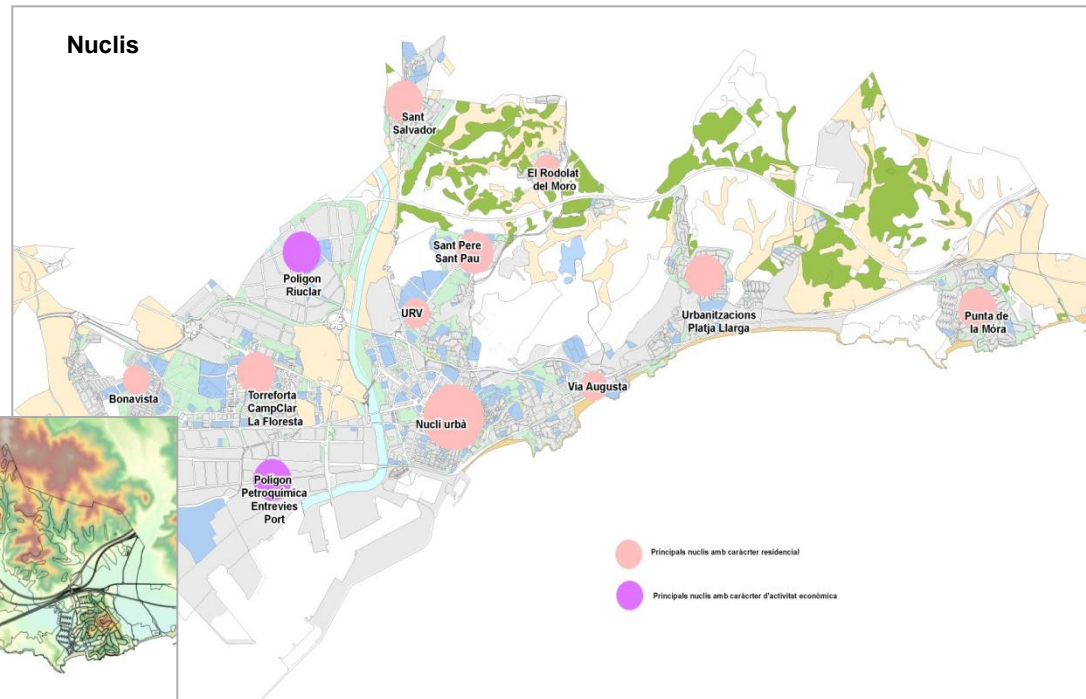 Nuclis
Sant
Salvador
El Rodolat
del Moro
Sant Pere
Sant Pau
Poligon
Riuclar
URV
Urbanitzacions
Platja Llarga
Punta de
la Móra
Bonavista
Torreforta
CampClar
La Floresta
Via Augusta
Nucli urbà
Poligon
Petroquímica
Entrevies
Port
Principals nuclis amb caràcrter residencial
Principals nuclis amb caràcrter d'activitat econòmica